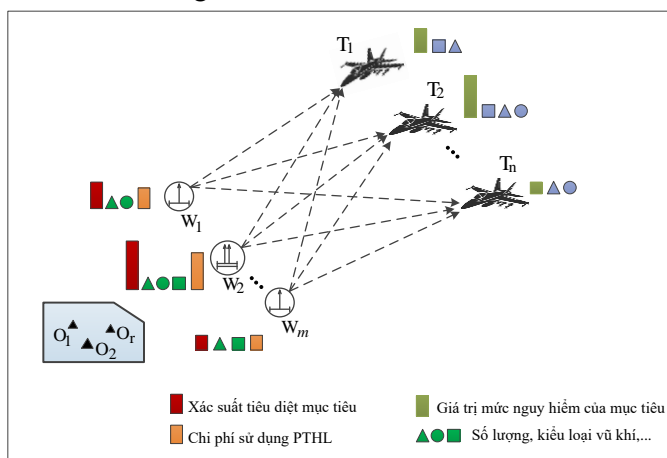 T1
T2
Tn
W1
W2
Wm
O1
Or
O2
Xác suất tiêu diệt mục tiêu
Giá trị mức nguy hiểm của mục tiêu
Chi phí sử dụng PTHL
Số lượng, kiểu loại vũ khí,...